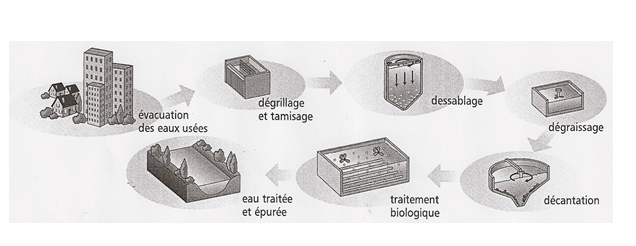 évacuation
des eaux usées
dégrillage
et tamisage
dessablage
dégraissage
décantation
traitement
biologique
eau traitée
et épurée